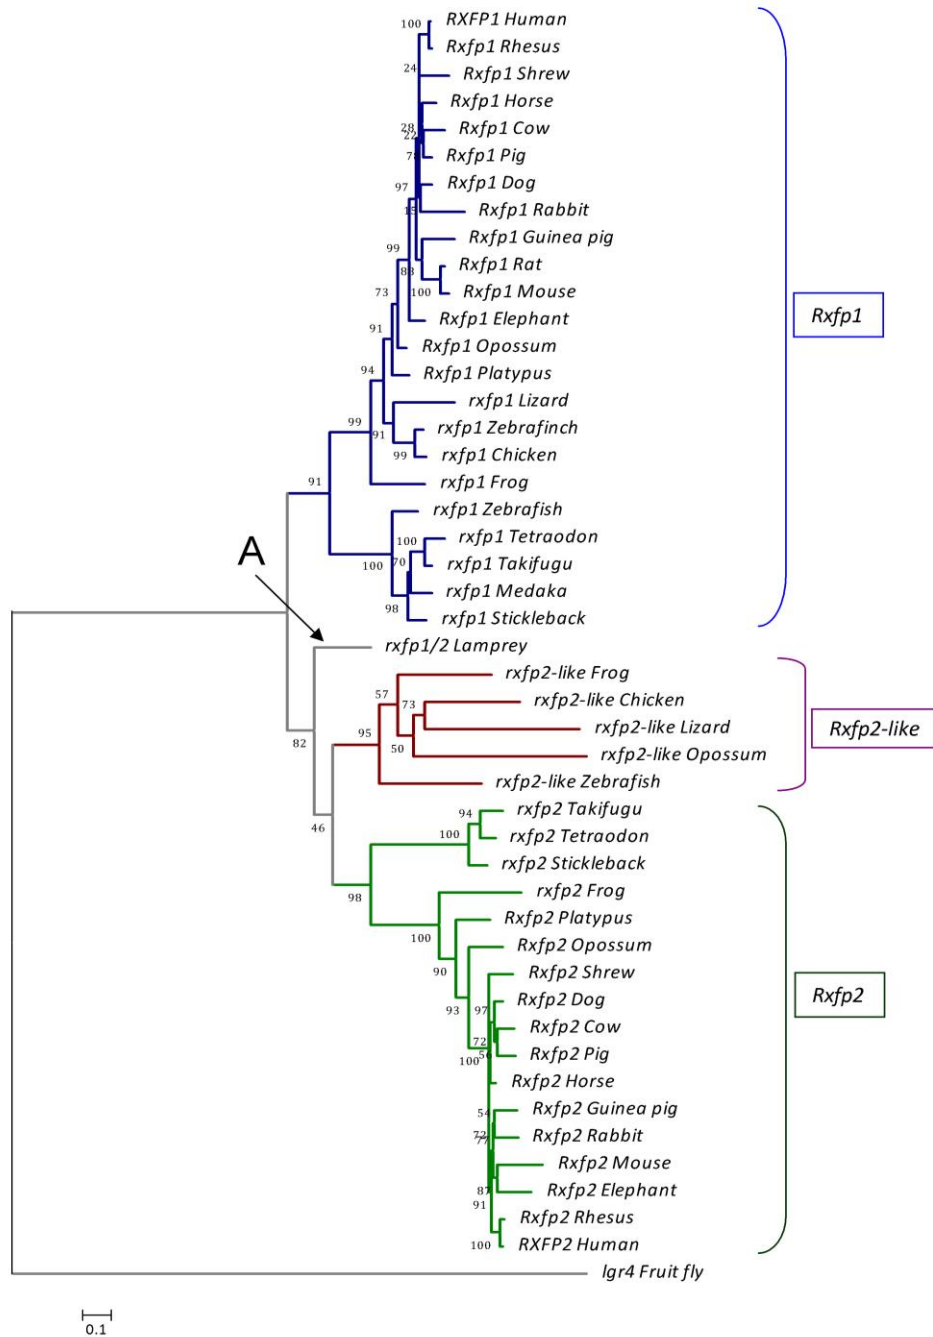 RXFP1 Human
100
Rxfp1 Rhesus
24
Rxfp1 Shrew
Rxfp1 Horse
28
Rxfp1 Cow
22
Rxfp1 Pig
78
Rxfp1 Dog
97
Rxfp1 Rabbit
15
Rxfp1 Guinea pig
99
Rxfp1 Rat
88
Rxfp1 Mouse
73
100
Rxfp1
Rxfp1 Elephant
91
Rxfp1 Opossum
94
Rxfp1 Platypus
rxfp1 Lizard
99
rxfp1 Zebrafinch
91
99
rxfp1 Chicken
91
rxfp1 Frog
rxfp1 Zebrafish
A
100
rxfp1 Tetraodon
70
100
rxfp1 Takifugu
rxfp1 Medaka
98
rxfp1 Stickleback
rxfp1/2 Lamprey
rxfp2-like Frog
57
73
rxfp2-like Chicken
82
95
50
rxfp2-like Lizard
Rxfp2-like
rxfp2-like Opossum
rxfp2-like Zebrafish
rxfp2 Takifugu
94
46
100
rxfp2 Tetraodon
rxfp2 Stickleback
98
rxfp2 Frog
100
Rxfp2 Platypus
90
Rxfp2 Opossum
Rxfp2 Shrew
93
97
Rxfp2 Dog
Rxfp2
Rxfp2 Cow
72
100
56
Rxfp2 Pig
Rxfp2 Horse
54
Rxfp2 Guinea pig
Rxfp2 Rabbit
77
Rxfp2 Mouse
87
Rxfp2 Elephant
91
Rxfp2 Rhesus
100
RXFP2 Human
lgr4 Fruit fly
0.1